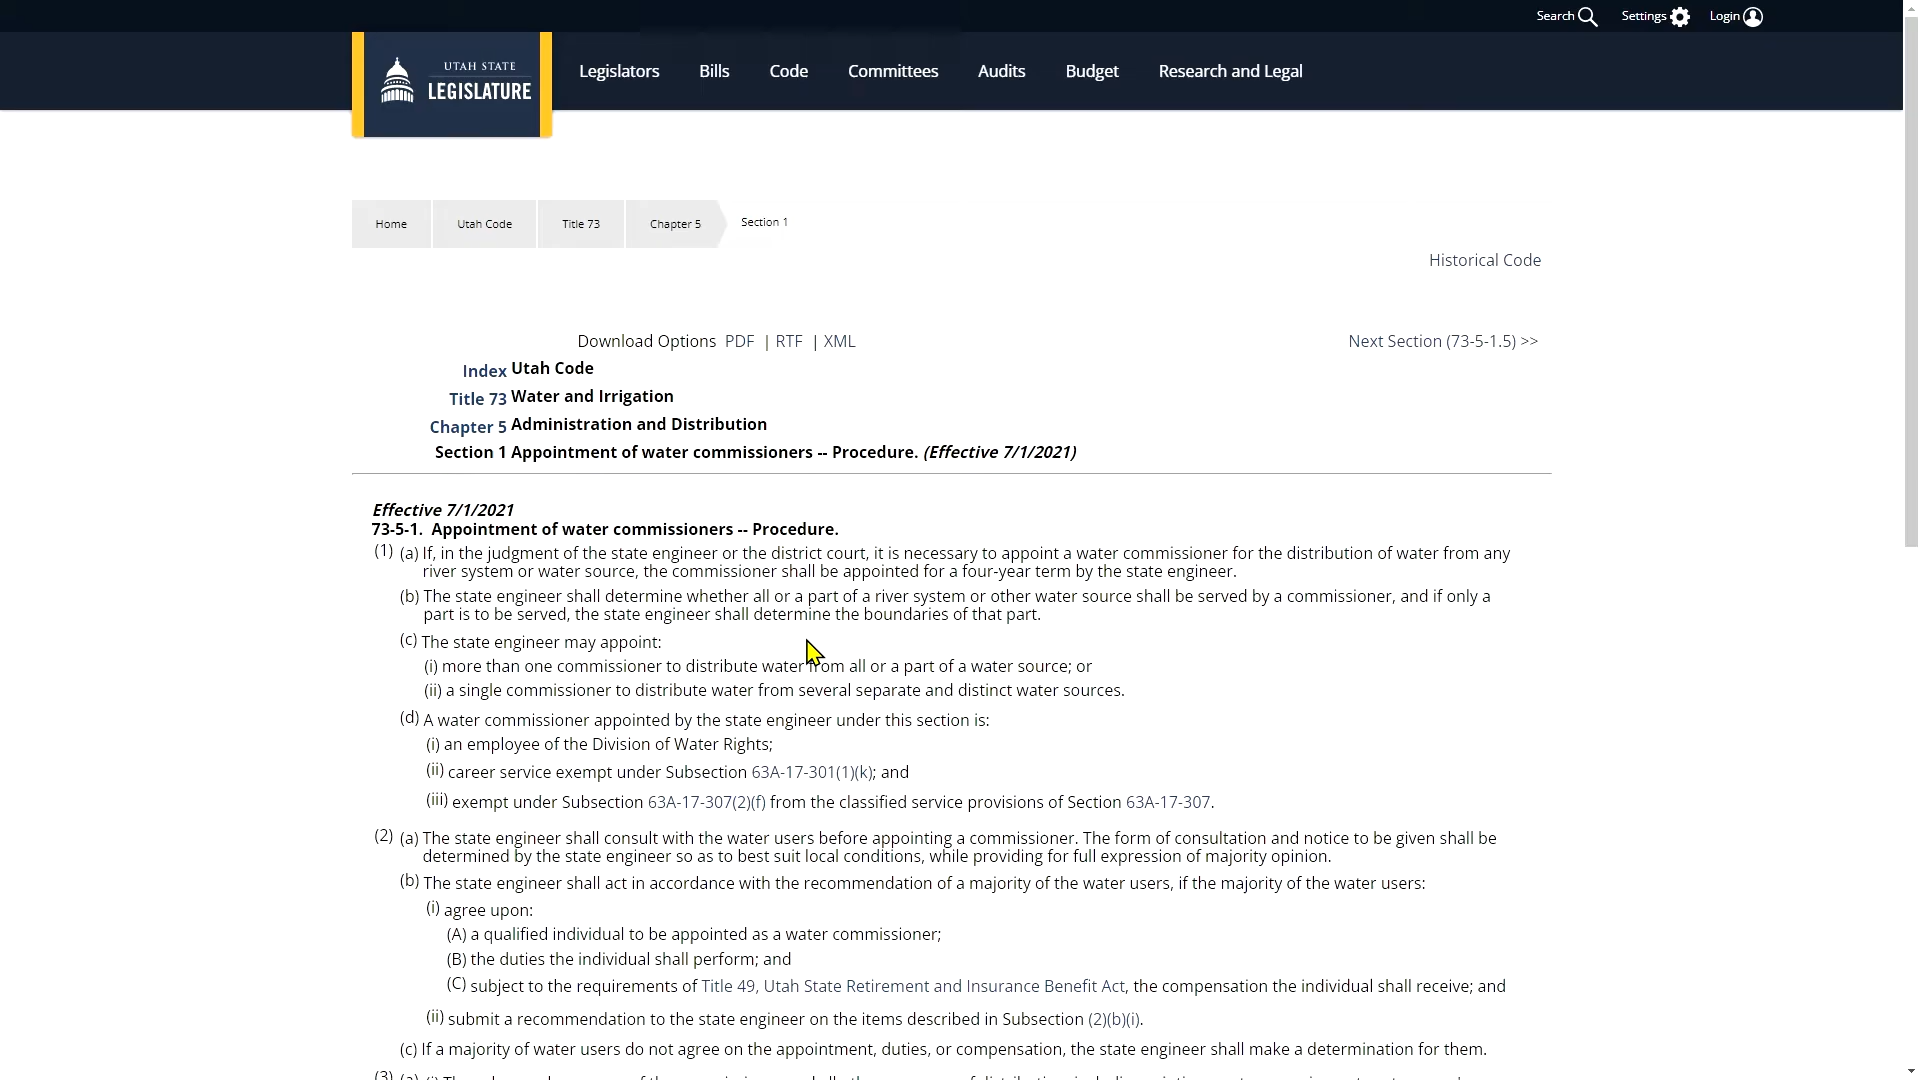 Search
Settings
Login
UTAH STATE
LEGISLATURE
Legislators
Bills
Code
Committees
Audits
Budget
Research and Legal
Home
Utah Code
Title 73
Chapter 5
Section 1
Historical Code
Download Options PDF | RTF | XML
Next Section (73-5-1.5) >>
Index Utah Code
Title 73 Water and Irrigation
Chapter 5 Administration and Distribution
Section 1 Appointment of water commissioners -- Procedure. (Effective 7/1/2021)
Effective 7/1/2021
73-5-1. Appointment of water commissioners -- Procedure.
(1) (a) If, in the judgment of the state engineer or the district court, it is necessary to appoint a water commissioner for the distribution of water from any
river system or water source, the commissioner shall be appointed for a four-year term by the state engineer.
(b) The state engineer shall determine whether all or a part of a river system or other water source shall be served by a commissioner, and if only a
part is to be served, the state engineer shall determine the boundaries of that part.
(c) The state engineer may appoint:
(i) more than one commissioner to distribute water from all or a part of a water source; or
(ii) a single commissioner to distribute water from several separate and distinct water sources.
(d) A water commissioner appointed by the state engineer under this section is:
(i) an employee of the Division of Water Rights;
(ii) career service exempt under Subsection 63A-17-301(1)(k); and
(iii) exempt under Subsection 63A-17-307(2)(f) from the classified service provisions of Section 63A-17-307.
(2) (a) The state engineer shall consult with the water users before appointing a commissioner. The form of consultation and notice to be given shall be
determined by the state engineer so as to best suit local conditions, while providing for full expression of majority opinion.
(b) The state engineer shall act in accordance with the recommendation of a majority of the water users, if the majority of the water users:
(i) agree upon:
(A) a qualified individual to be appointed as a water commissioner;
(B) the duties the individual shall perform; and
(C) subject to the requirements of Title 49, Utah State Retirement and Insurance Benefit Act, the compensation the individual shall receive; and
(ii) submit a recommendation to the state engineer on the items described in Subsection (2)(b)(i).
(c) If a majority of water users do not agree on the appointment, duties, or compensation, the state engineer shall make a determination for them.